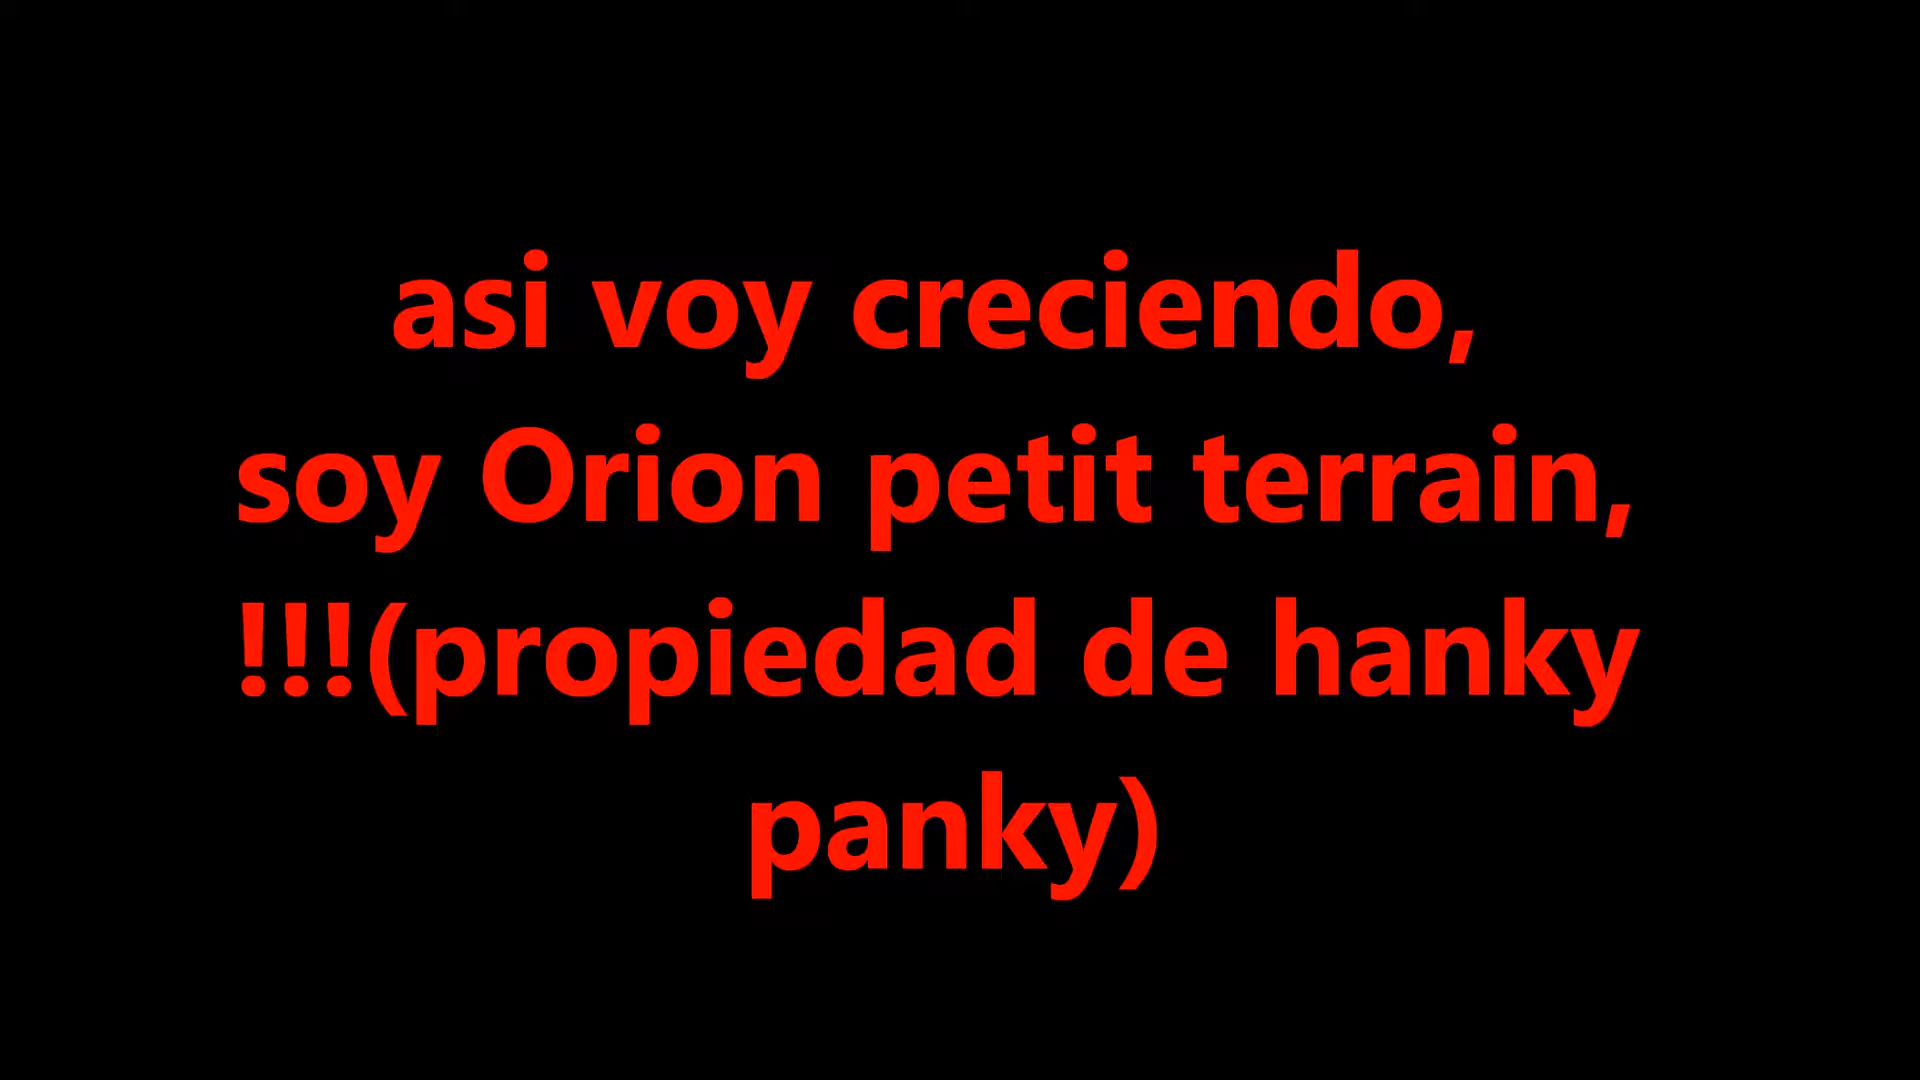 asi voy creciendo,
soy Orion petit terrain,
!!!(propiedad de hanky
panky)